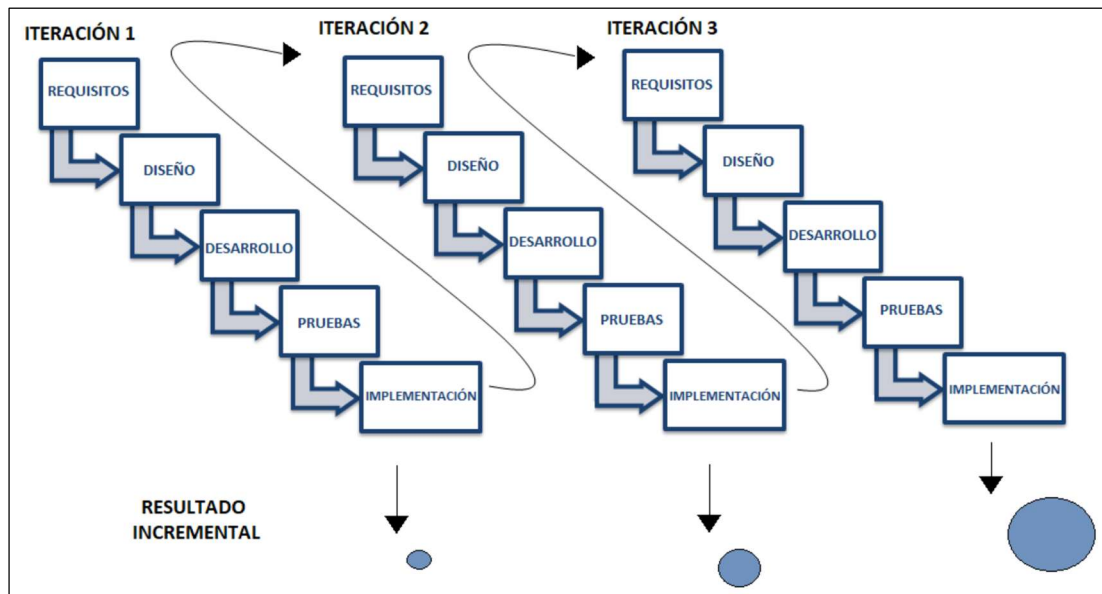 ITERACIÓN 1
REQUISITOS
DISEÑO
DESARROLLO
PRUEBAS
IMPLEMENTACIÓN
ITERACIÓN 2
REQUISITOS
DISEÑO
DESARROLLO
PRUEBAS
IMPLEMENTACIÓN
ITERACIÓN 3
REQUISITOS
DISEÑO
DESARROLLO
PRUEBAS
IMPLEMENTACIÓN
RESULTADO
INCREMENTAL